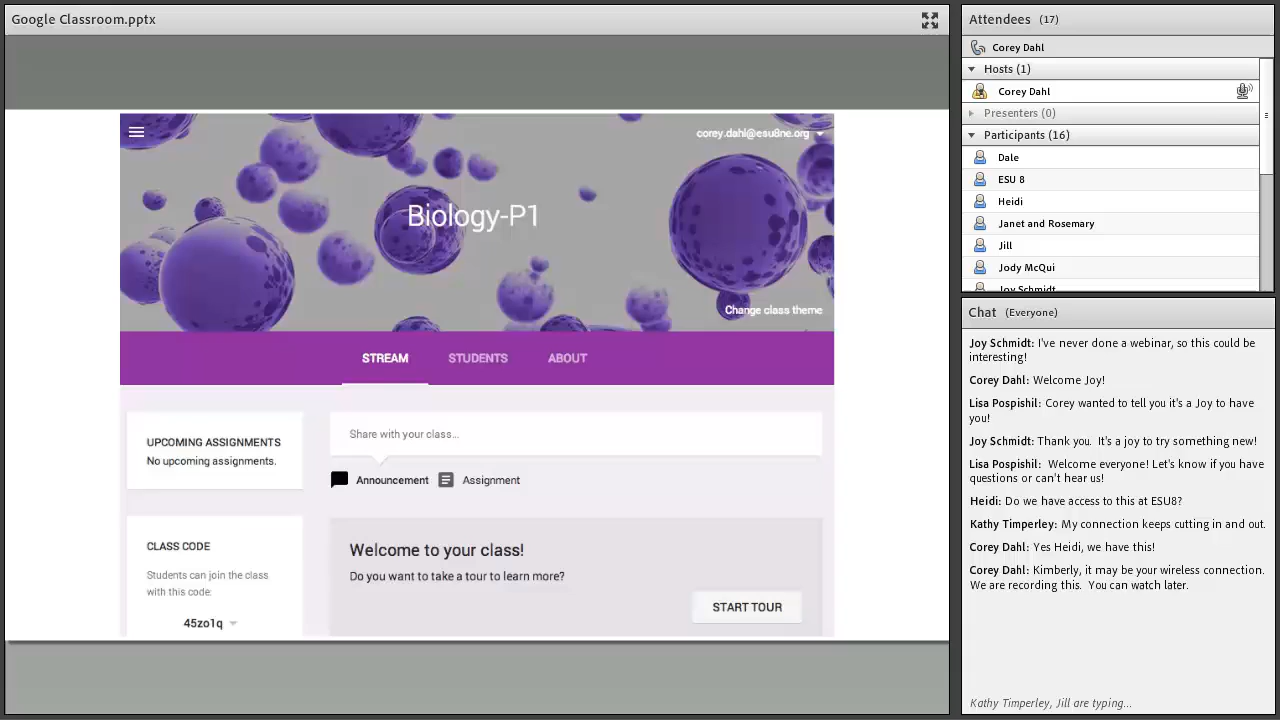 Google Classroom.pptx
corey.dahl@esu8ne.org
Biology-P1
Change class theme
STREAM STUDENTS ABOUT
UPCOMING ASSIGNMENTS
No upcoming assignments.
Share with your class...
Announcement Assignment
CLASS CODE
Students can join the class
with this code:
45zo1q
Welcome to your class!
Do you want to take a tour to learn more?
START TOUR
Attendees (17)
Corey Dahl
Hosts (1)
Corey Dahl
Presenters (0)
Participants (16)
Dale
ESU 8
Heidi
Janet and Rosemary
Jill
Jody McQui
Joy Schmidt
Chat (Everyone)
Joy Schmidt: I've never done a webinar, so this could be
interesting!
Corey Dahl: Welcome Joy!
Lisa Pospishil: Corey wanted to tell you it's a Joy to have
you!
Joy Schmidt: Thank you. It's a joy to try something new!
Lisa Pospishil: Welcome everyone! Let's know if you have
questions or can't hear us!
Heidi: Do we have access to this at ESU8?
Kathy Timperley: My connection keeps cutting in and out.
Corey Dahl: Yes Heidi, we have this!
Corey Dahl: Kimberly, it may be your wireless connection.
We are recording this. You can watch later.
Kathy Timperley, Jill are typing...